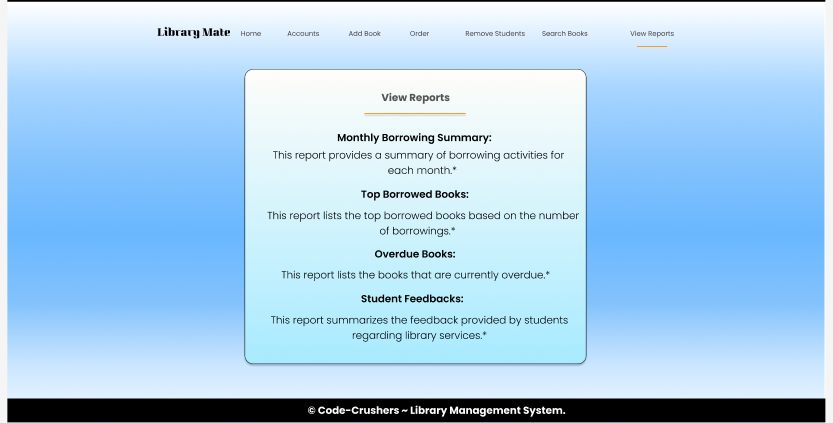 Library Mate Home Accounts Add Book Order Remove Students Search Books View Reports
View Reports
Monthly Borrowing Summary:
This report provides a summary of borrowing activities for
each month.*
Top Borrowed Books:
This report lists the top borrowed books based on the number
of borrowings.*
Overdue Books:
This report lists the books that are currently overdue.*
Student Feedbacks:
This report summarizes the feedback provided by students
regarding library services.*
© Code-Crushers ~ Library Management System.